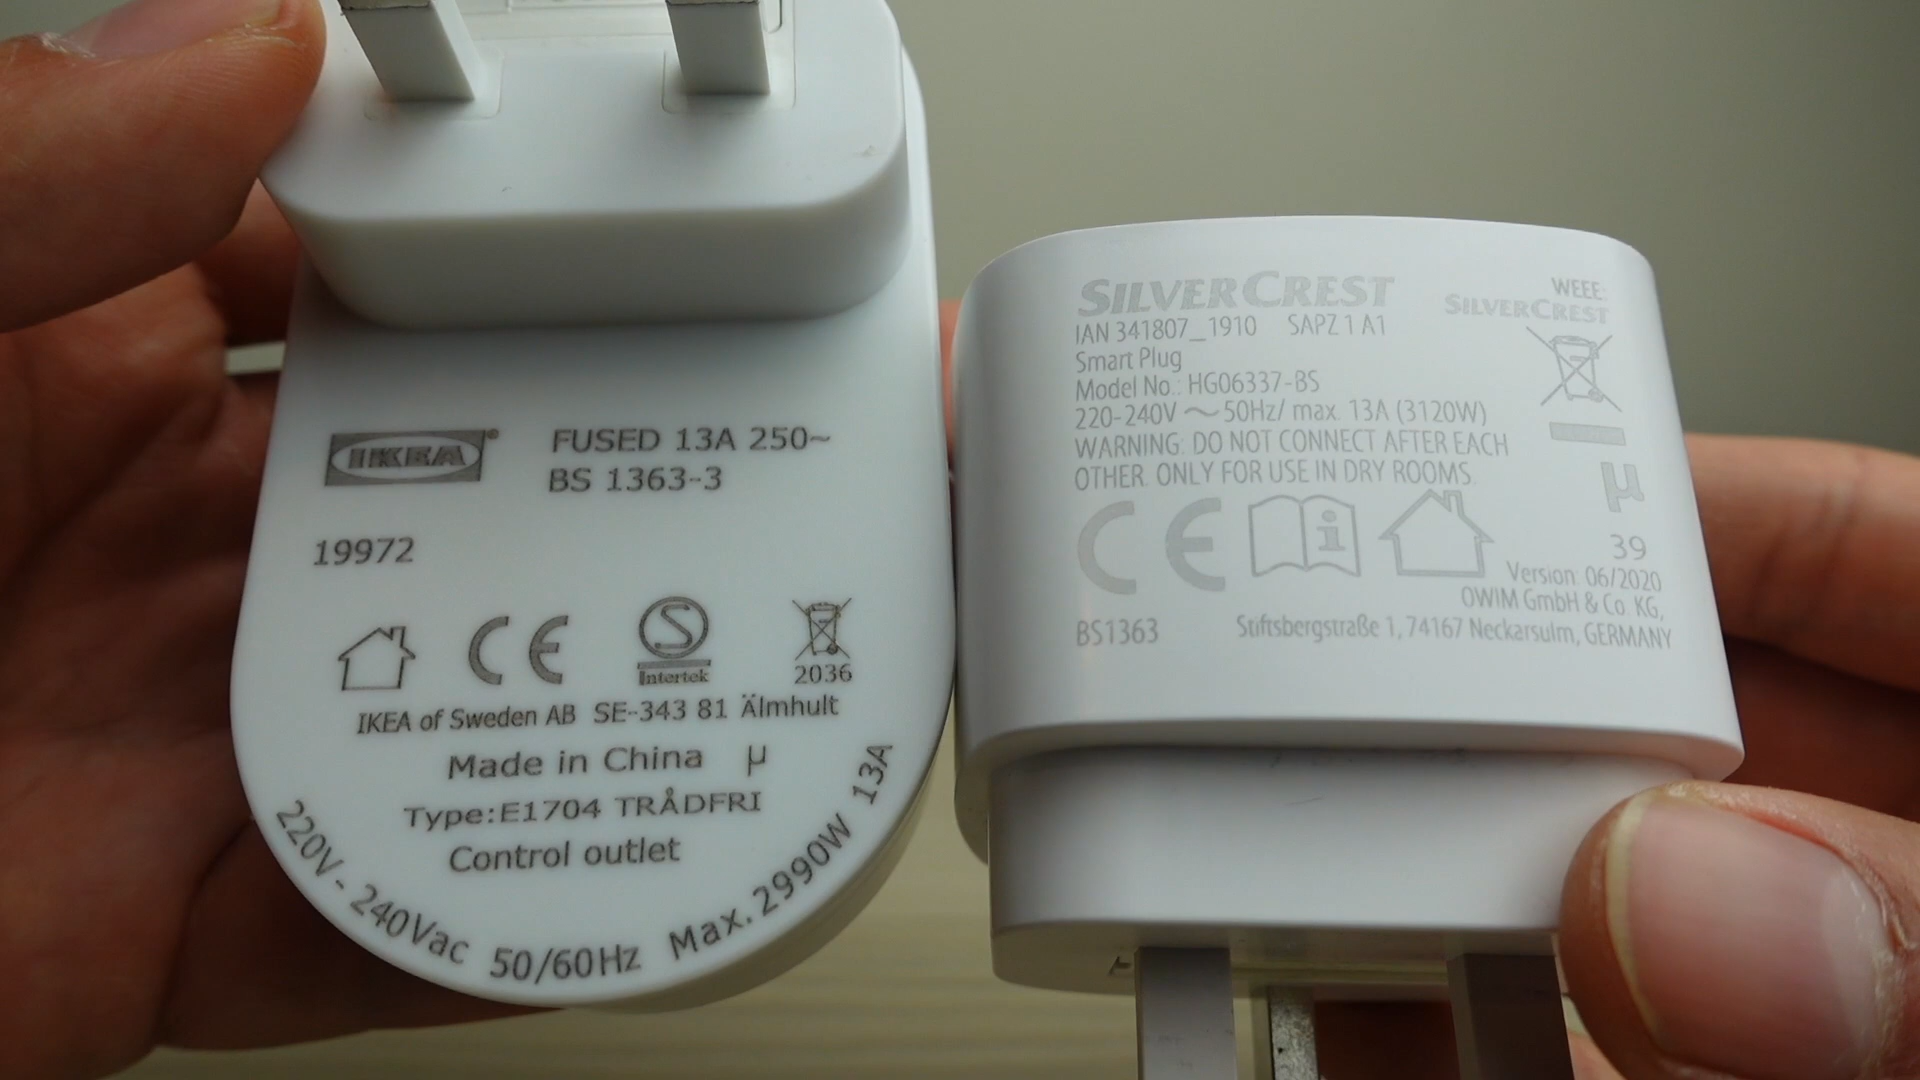 IKEA
FUSED 13A 250~
BS 1363-3
19972
Intertek
2036
IKEA of Sweden AB SE-343 81 Älmhult
Made in China µ
Type:E1704 TRÅDFRI
Control outlet
220V - 240Vac 50/60Hz Max. 2990W 13A
SILVERCREST
IAN 341807_1910 SAPZ 1 A1
Smart Plug
Model No.: HG06337-BS
220-240V ～ 50Hz/ max. 13A (3120W)
WARNING: DO NOT CONNECT AFTER EACH
OTHER. ONLY FOR USE IN DRY ROOMS.
CE
BS1363
WEEE:
SILVERCREST
µ
39
Version: 06/2020
OWIM GmbH & Co. KG,
Stiftsbergstraße 1, 74167 Neckarsulm, GERMANY